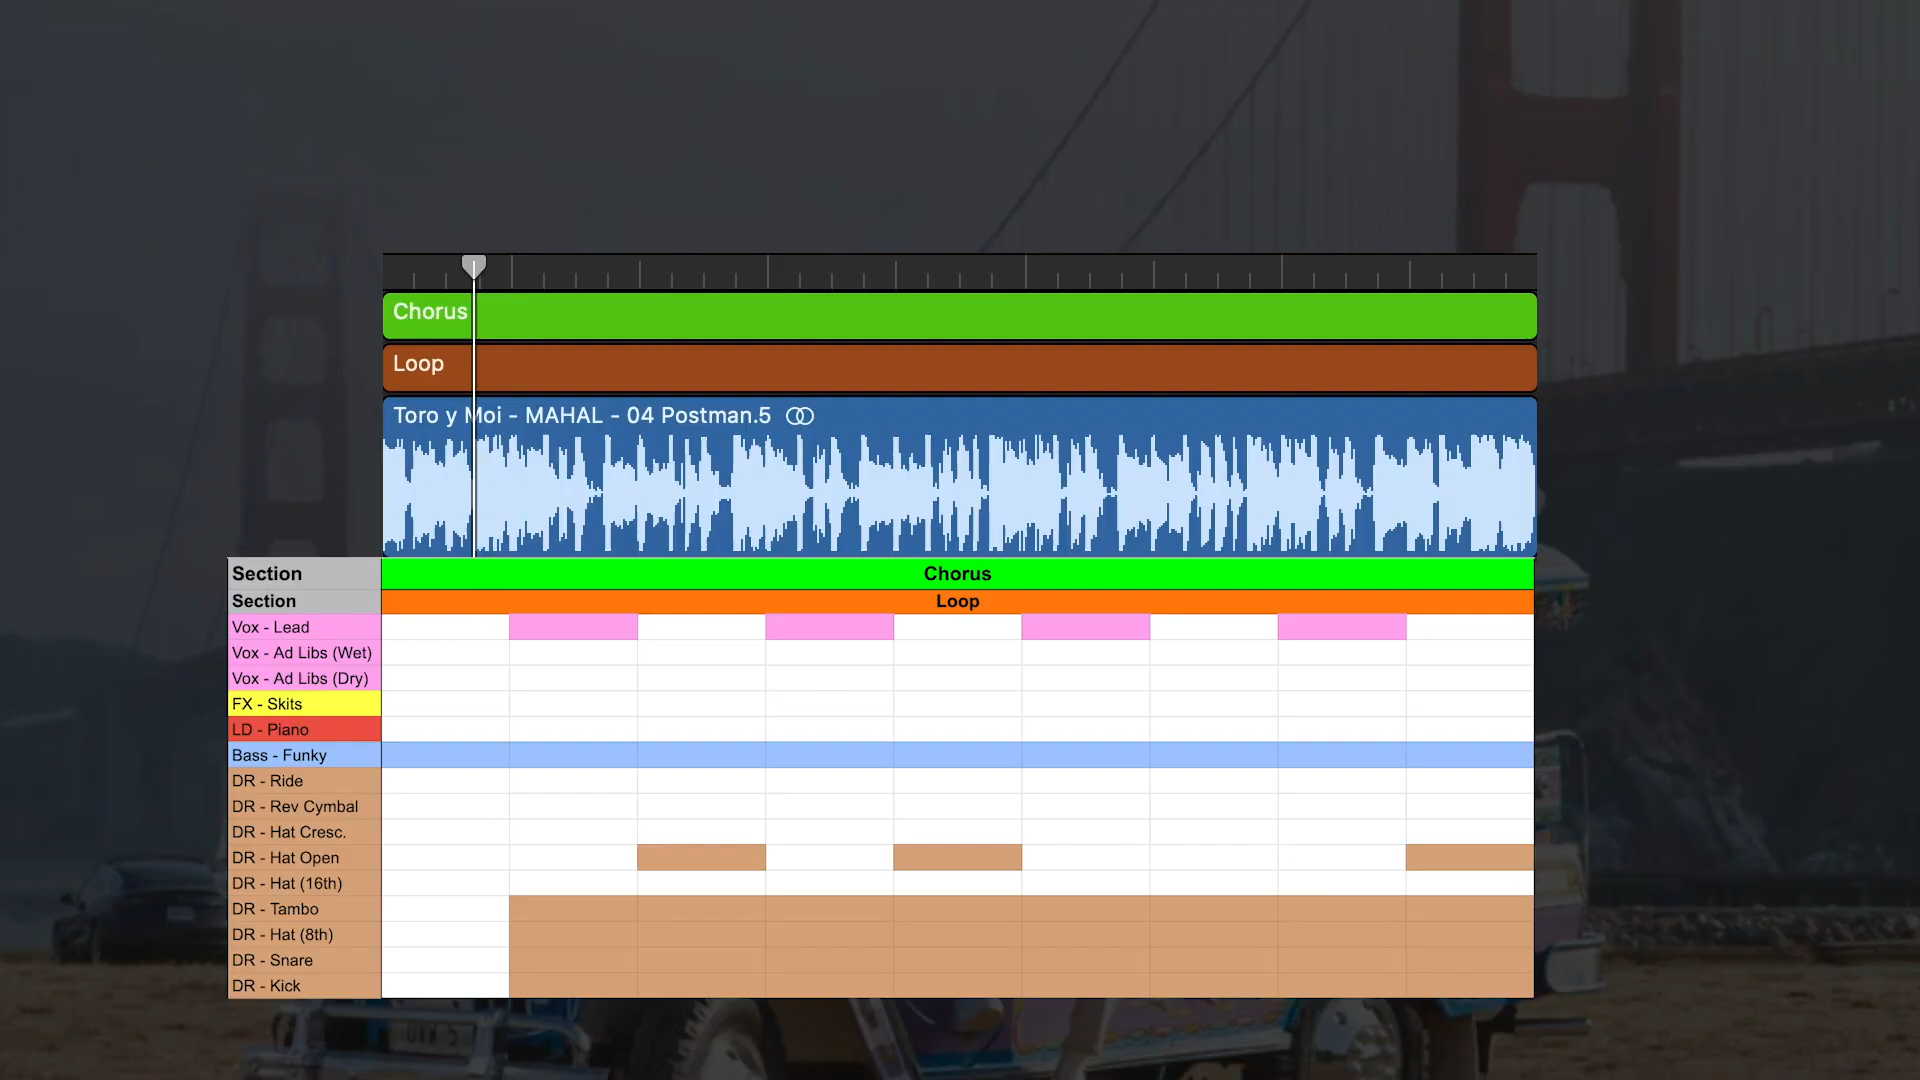 Chorus
Loop
Toro y Moi - MAHAL - 04 Postman.5
Section Chorus
Section Loop
Vox - Lead
Vox - Ad Libs (Wet)
Vox - Ad Libs (Dry)
FX - Skits
LD - Piano
Bass - Funky
DR - Ride
DR - Rev Cymbal
DR - Hat Cresc.
DR - Hat Open
DR - Hat (16th)
DR - Tambo
DR - Hat (8th)
DR - Snare
DR - Kick